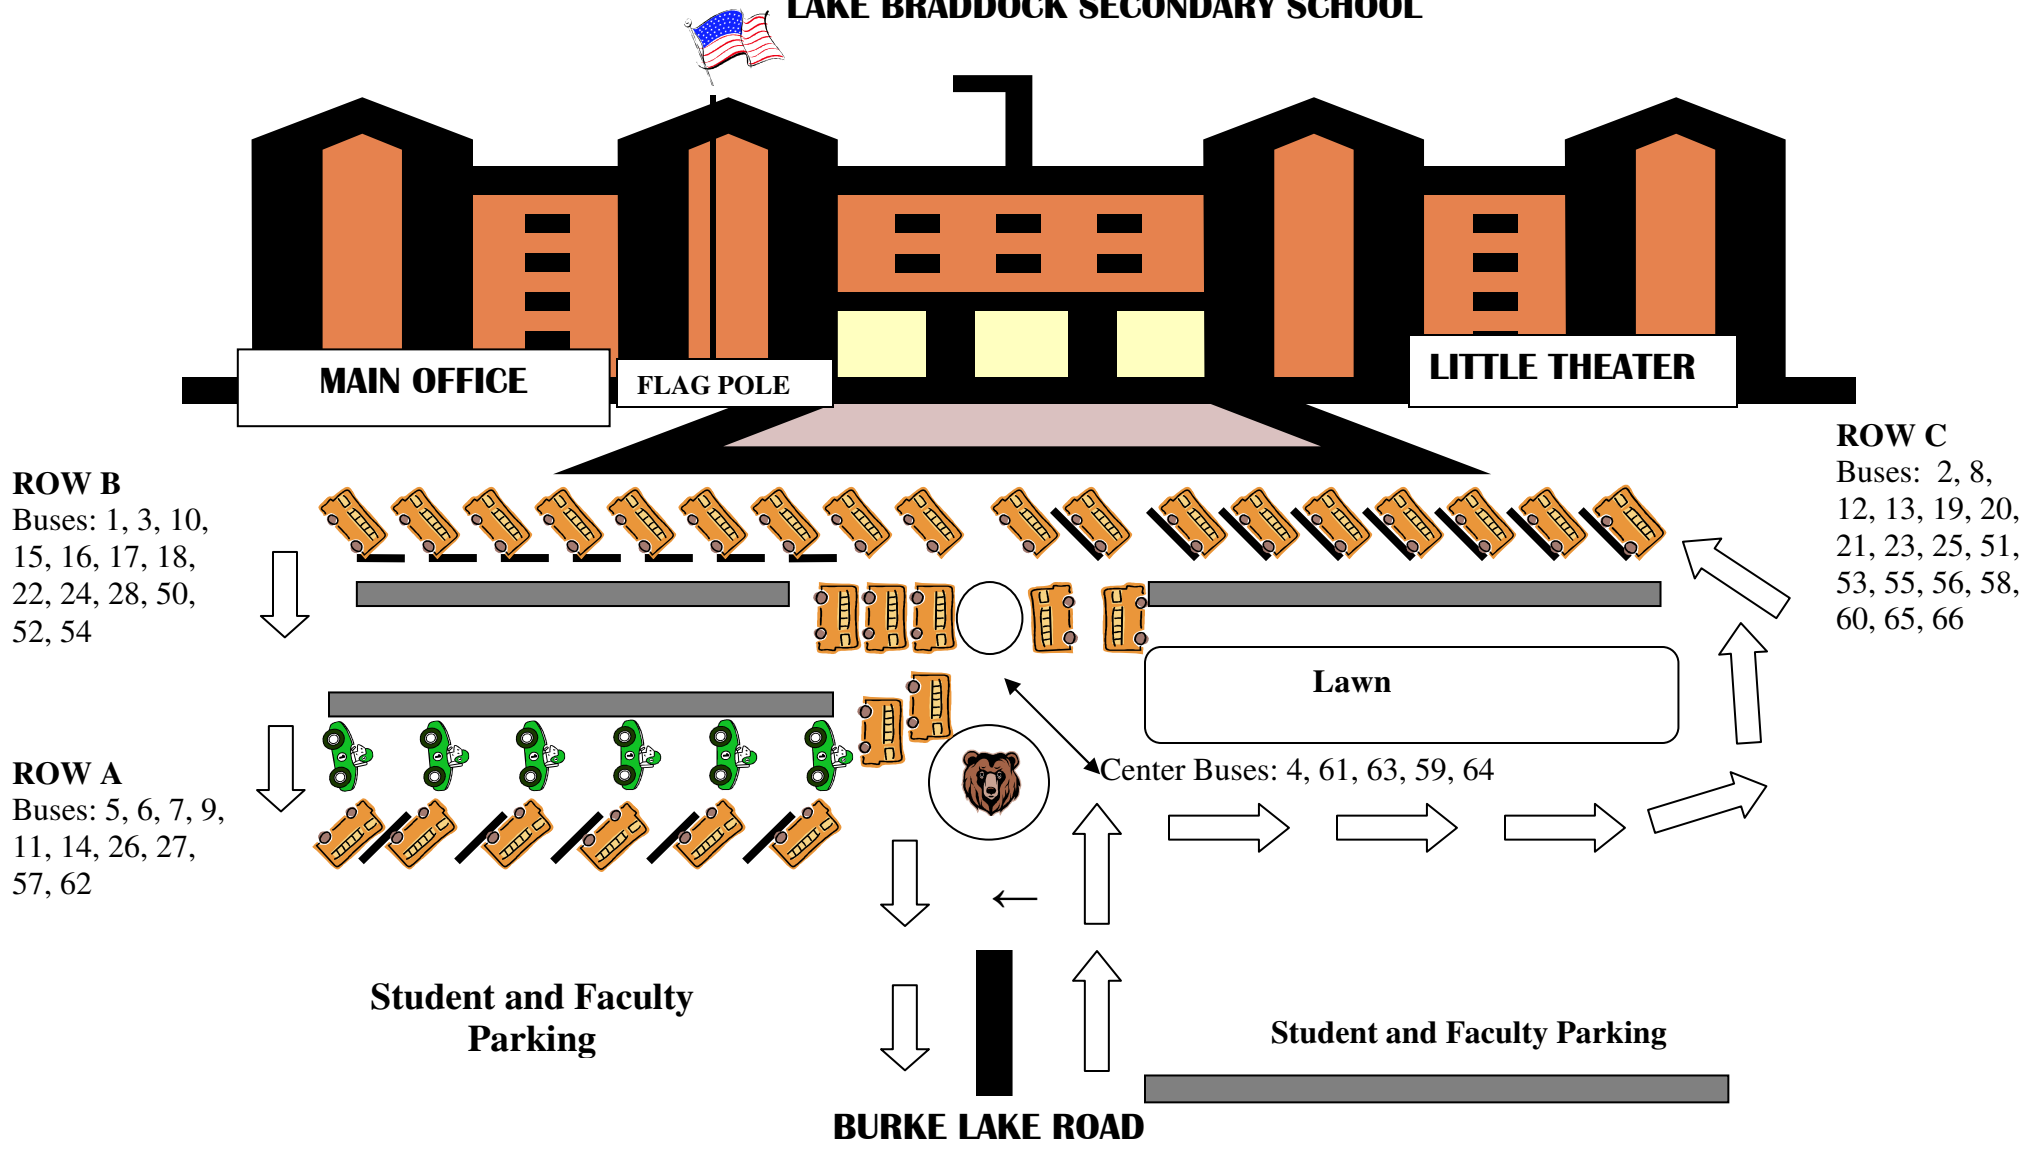 LAKE BRADDOCK SECONDARY SCHOOL
MAIN OFFICE
FLAG POLE
LITTLE THEATER
ROW B
Buses: 1, 3, 10,
15, 16, 17, 18,
22, 24, 28, 50,
52, 54
ROW C
Buses:  2, 8,
12, 13, 19, 20,
21, 23, 25, 51,
53, 55, 56, 58,
60, 65, 66
Lawn
ROW A
Buses: 5, 6, 7, 9,
11, 14, 26, 27,
57, 62
Center Buses: 4, 61, 63, 59, 64
Student and Faculty
Parking
Student and Faculty Parking
BURKE LAKE ROAD